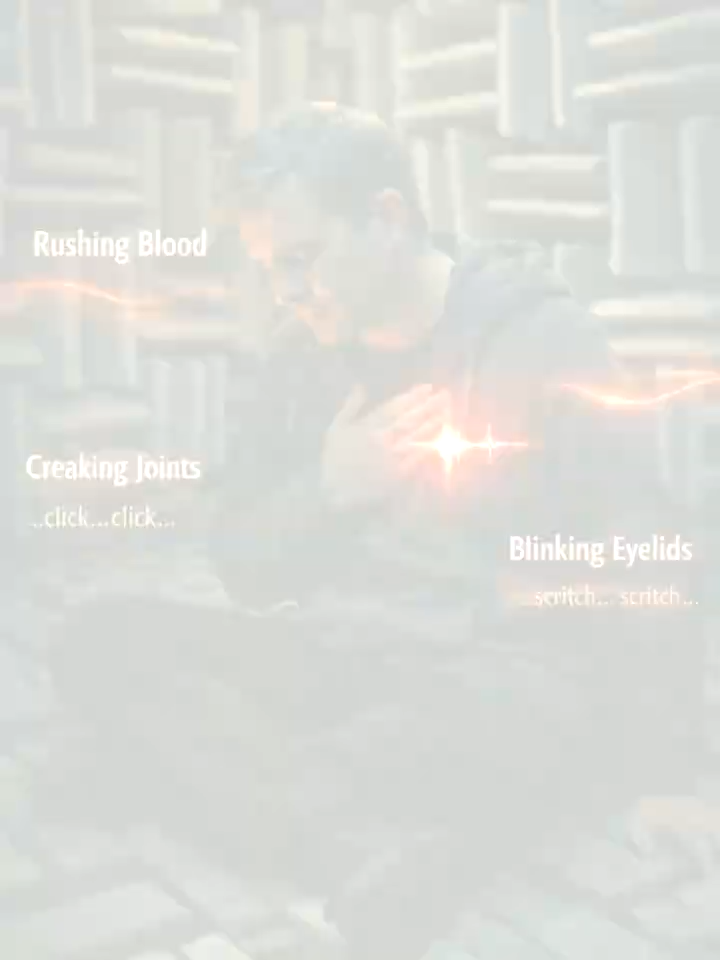 Rushing Blood
Creaking Joints
...click...click...
Blinking Eyelids
...scritch... scritch...